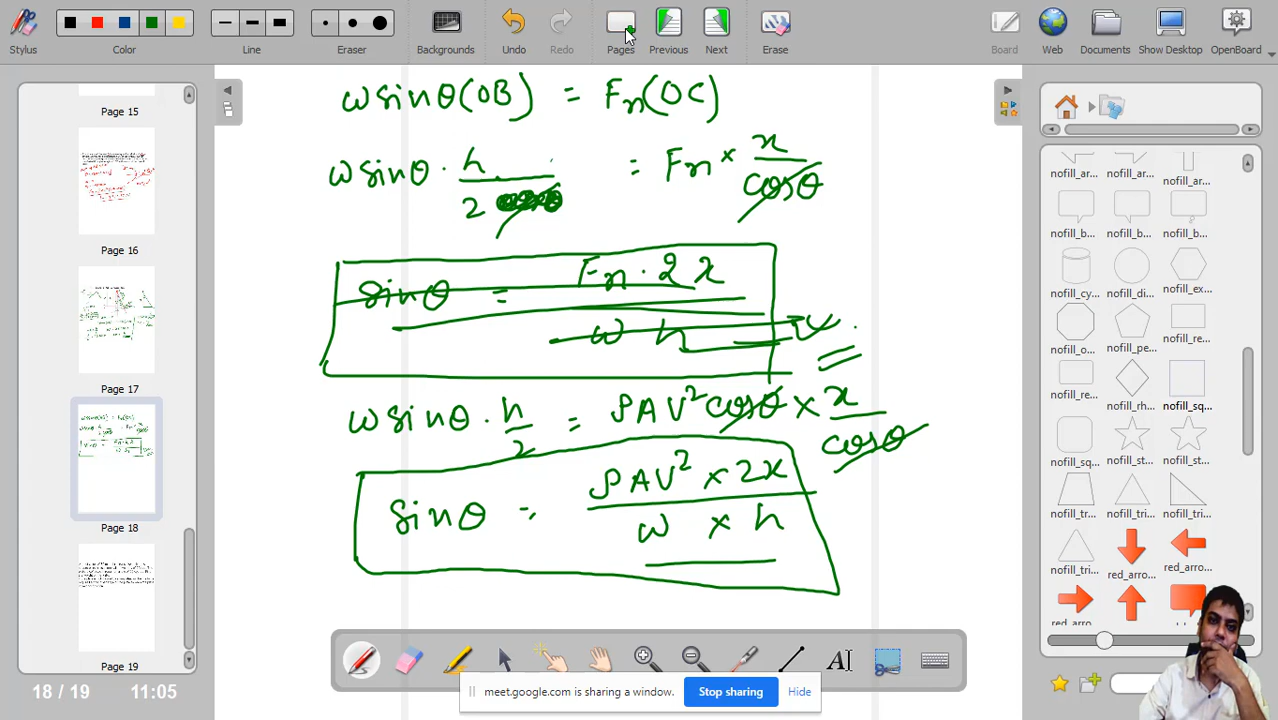 Stylus
Color
Line
Eraser
Backgrounds
Undo
Redo
Pages
Previous
Next
Erase
Board
Web
Documents
Show Desktop
OpenBoard
Page 15
Page 16
Page 17
Page 18
Page 19
w sinθ(OB) = Fn(OC)
w sinθ · h / 2 cosθ = Fn × x / cosθ
sinθ = Fn · 2x / w h
w sinθ · h/2 = ρAV² cosθ × x / cosθ
sinθ = ρAV² × 2x / w × h
nofill_ar...
nofill_ar...
nofill_ar...
nofill_b...
nofill_b...
nofill_b...
nofill_cy...
nofill_di...
nofill_ex...
nofill_o...
nofill_pe...
nofill_re...
nofill_re...
nofill_rh...
nofill_sq...
nofill_sq...
nofill_st...
nofill_st...
nofill_tra...
nofill_tri...
nofill_tri...
nofill_tri...
red_arro...
red_arro...
18 / 19
11:05
meet.google.com is sharing a window.
Stop sharing
Hide